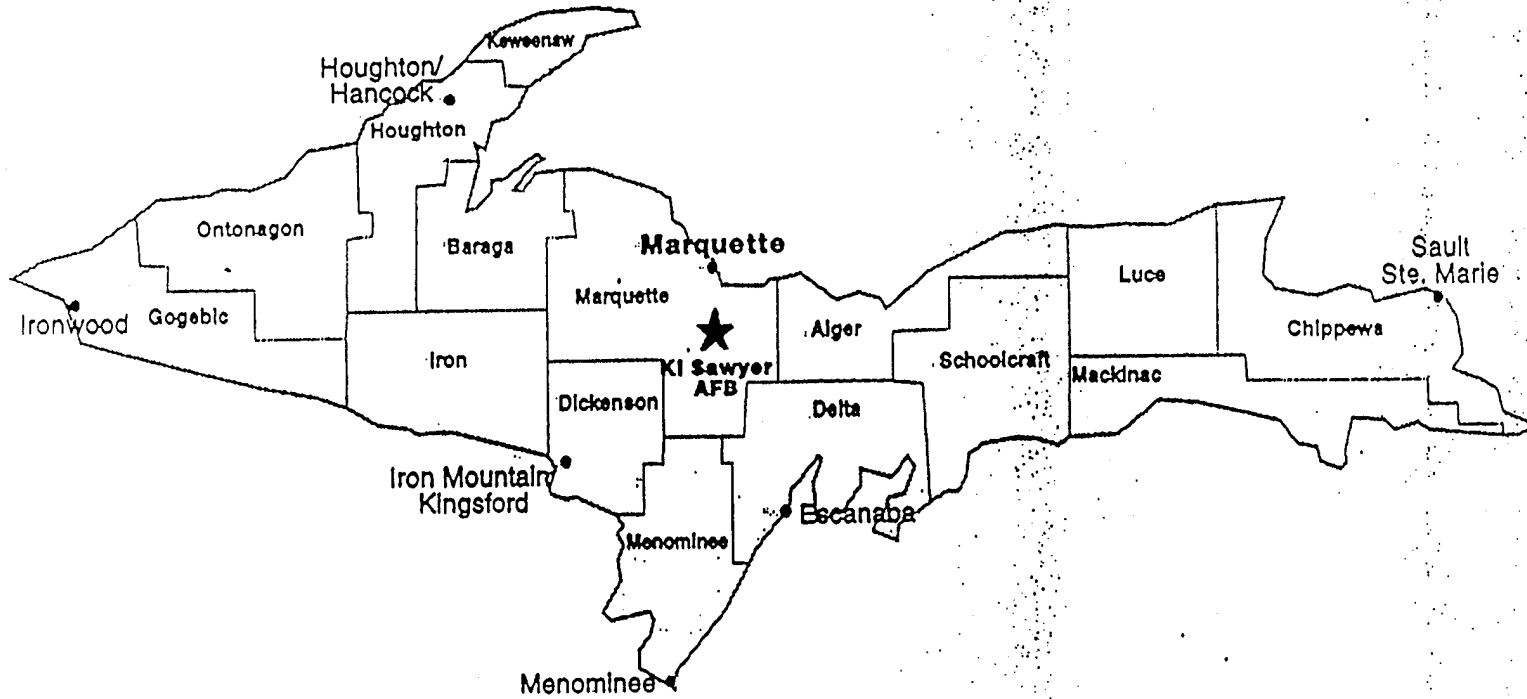 Keweenaw
Houghton/
Hancock
Houghton
Ontonagon
Baraga
Marquette
Sault
Ste. Marie
Luce
Marquette
Ironwood
Gogebic
Alger
Chippewa
Iron
Schoolcraft
KI Sawyer
AFB
Mackinac
Dickenson
Delta
Iron Mountain
Kingsford
Escanaba
Menominee
Menominee